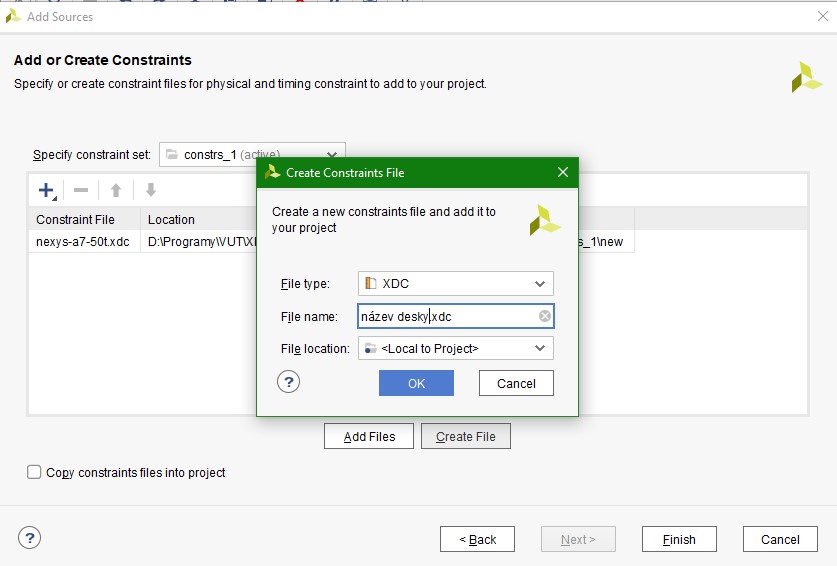 Add Sources
Add or Create Constraints
Specify or create constraint files for physical and timing constraint to add to your project.
Specify constraint set: constrs_1 (active)
Constraint File Location
nexys-a7-50t.xdc D:\Programy\VUT\XI s_1\new
Create Constraints File
Create a new constraints file and add it to
your project
File type: XDC
File name: název desky.xdc
File location: <Local to Project>
? OK Cancel
Add Files Create File
Copy constraints files into project
? < Back Next > Finish Cancel